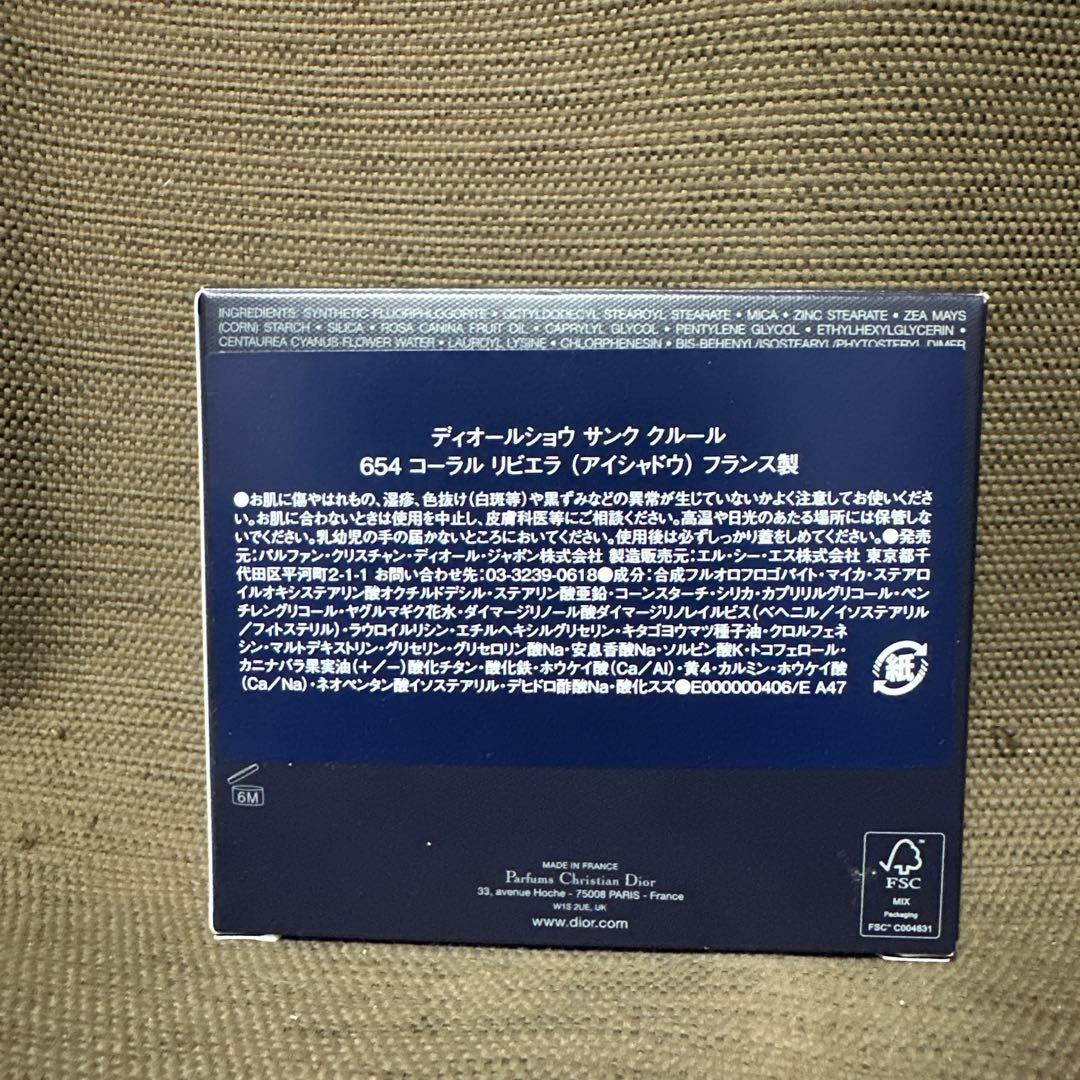 INGREDIENTS: SYNTHETIC FLUORPHLOGOPITE • OCTYLDODECYL STEAROYL STEARATE • MICA • ZINC STEARATE • ZEA MAYS
(CORN) STARCH • SILICA • ROSA CANINA FRUIT OIL • CAPRYLYL GLYCOL • PENTYLENE GLYCOL • ETHYLHEXYLGLYCERIN •
CENTAUREA CYANUS FLOWER WATER • LAUROYL LYSINE • CHLORPHENESIN • BIS-BEHENYL/ISOSTEARYL/PHYTOSTERYL DIMER
ディオールショウ サンク クルール
654 コーラル リビエラ (アイシャドウ) フランス製
●お肌に傷やはれもの、湿疹、色抜け(白斑等)や黒ずみなどの異常が生じていないかよく注意してお使いくださ
い。お肌に合わないときは使用を中止し、皮膚科医等にご相談ください。高温や日光のあたる場所には保管しな
いでください。乳幼児の手の届かないところにおいてください。使用後は必ずしっかり蓋をしめてください。●発売
元:パルファン・クリスチャン・ディオール・ジャポン株式会社 製造販売元:エル・シー・エス株式会社 東京都千
代田区平河町2-1-1 お問い合わせ先:03-3239-0618●成分:合成フルオロフロゴパイト・マイカ・ステアロ
イルオキシステアリン酸オクチルドデシル・ステアリン酸亜鉛・コーンスターチ・シリカ・カプリリルグリコール・ペン
チレングリコール・ヤグルマギク花水・ダイマージリノール酸ダイマージリノレイルビス(ベヘニル/イソステアリル
/フィトステリル)・ラウロイルリシン・エチルヘキシルグリセリン・キタゴヨウマツ種子油・クロルフェネ
シン・マルトデキストリン・グリセリン・グリセロリン酸Na・安息香酸Na・ソルビン酸K・トコフェロール・
カニナバラ果実油(+/−)酸化チタン・酸化鉄・ホウケイ酸(Ca/Al)・黄4・カルミン・ホウケイ酸
(Ca/Na)・ネオペンタン酸イソステアリル・デヒドロ酢酸Na・酸化スズ●E000000406/E A47
紙
6M
MADE IN FRANCE
Parfums Christian Dior
33, avenue Hoche - 75008 PARIS - France
W1S 2UE, UK
www.dior.com
FSC
MIX
Packaging
FSC™ C004631